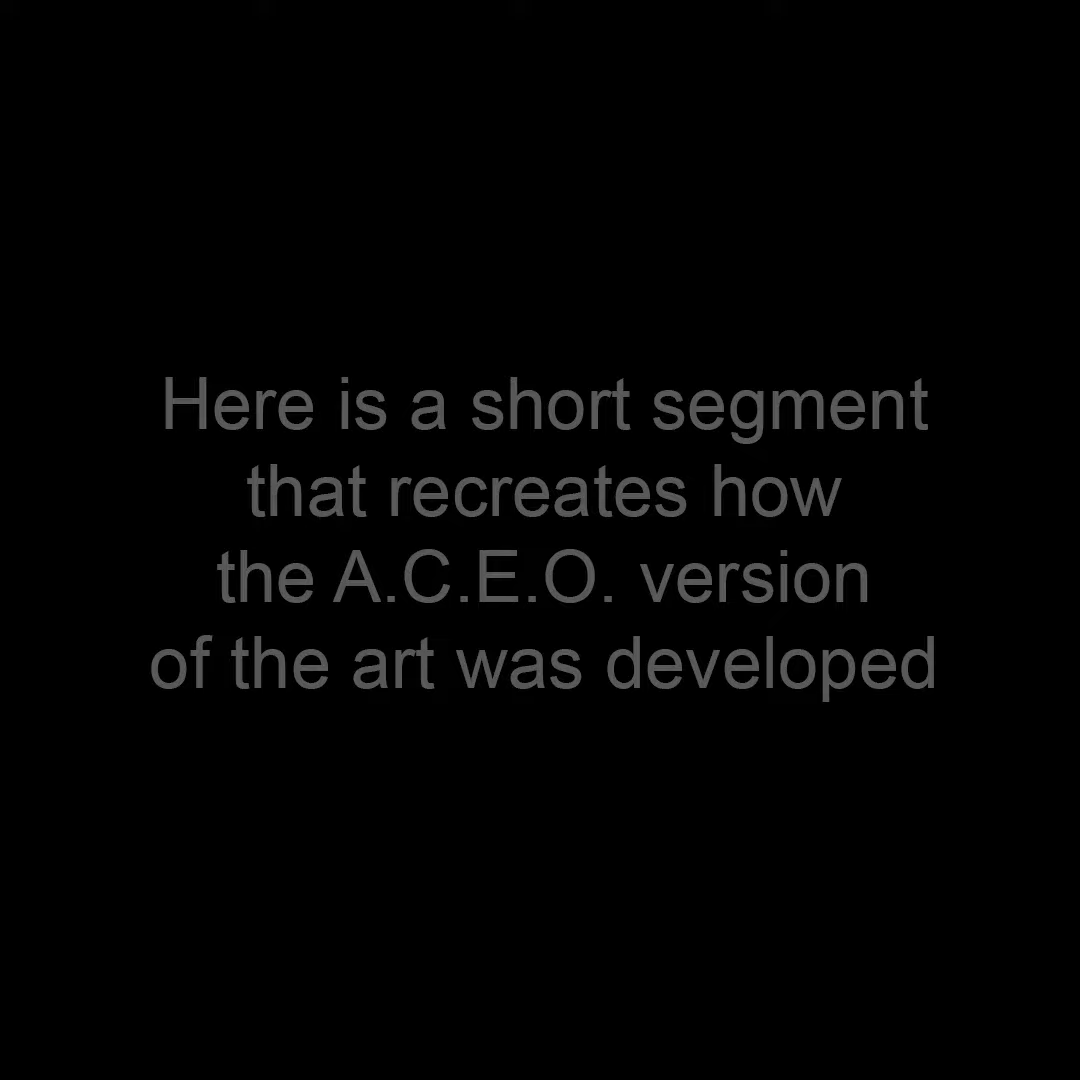 Here is a short segment
that recreates how
the A.C.E.O. version
of the art was developed